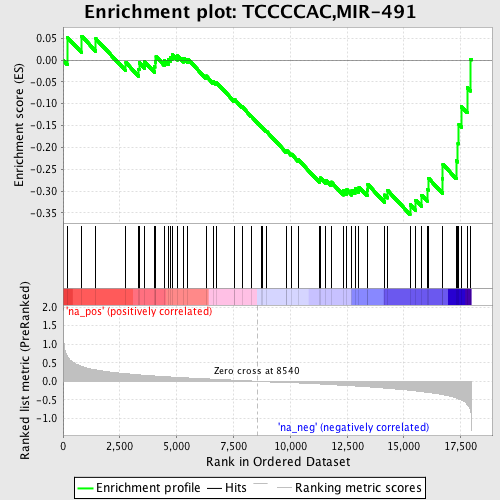 Enrichment plot: TCCCCAC,MIR-491
Enrichment score (ES)
0.05
0.00
-0.05
-0.10
-0.15
-0.20
-0.25
-0.30
-0.35
'na_pos' (positively correlated)
Ranked list metric (PreRanked)
2.0
1.5
1.0
0.5
0.0
-0.5
-1.0
Zero cross at 8540
'na_neg' (negatively correlated)
0
2,500
5,000
7,500
10,000
12,500
15,000
17,500
Rank in Ordered Dataset
Enrichment profile
Hits
Ranking metric scores